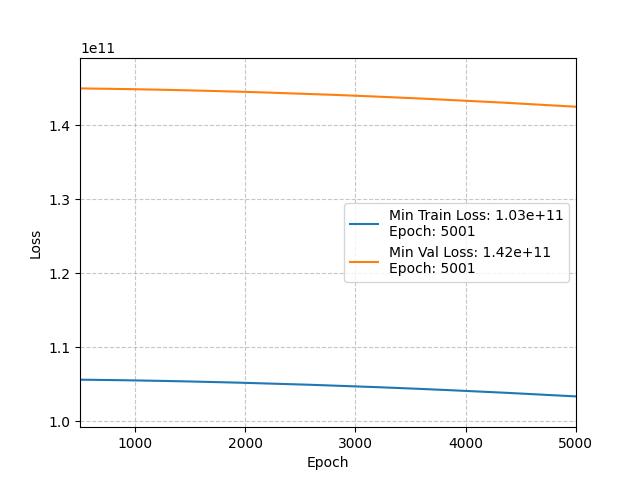 1e11
1.4
1.3
1.2
1.1
1.0
Loss
Min Train Loss: 1.03e+11
Epoch: 5001
Min Val Loss: 1.42e+11
Epoch: 5001
1000 2000 3000 4000 5000
Epoch